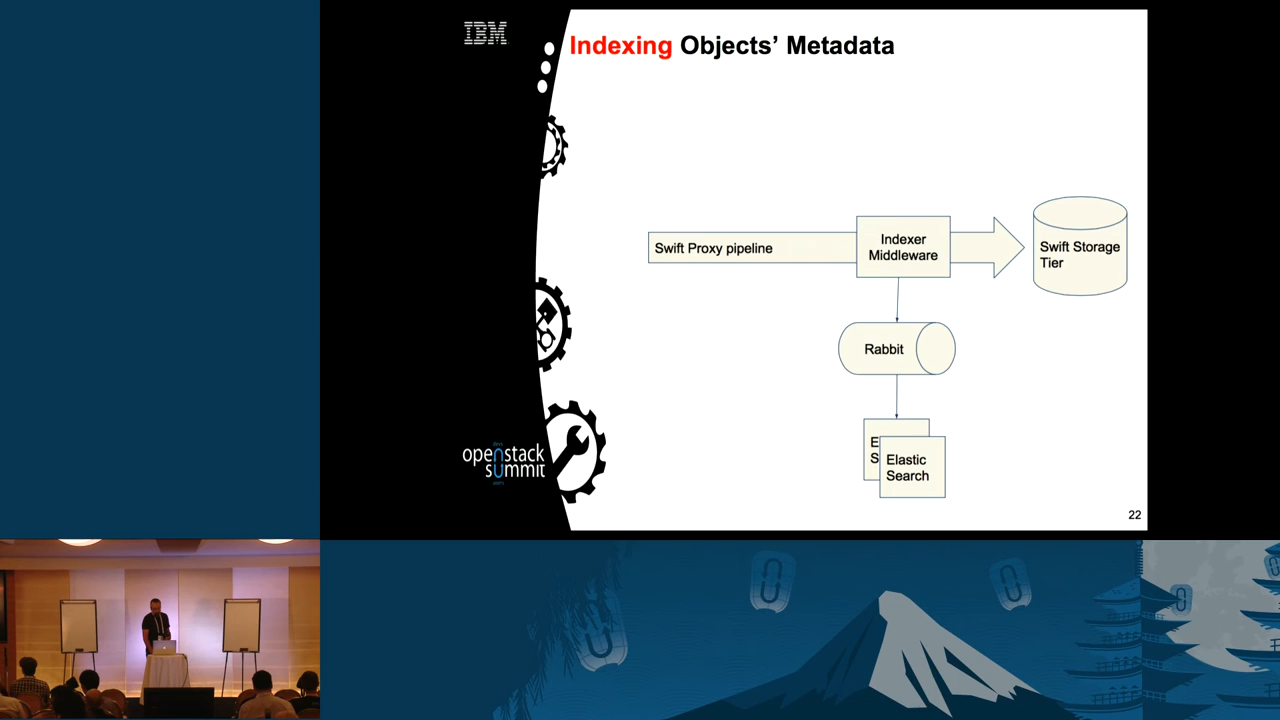 IBM
Indexing Objects’ Metadata
Swift Proxy pipeline
Indexer
Middleware
Swift Storage
Tier
Rabbit
E
S
Elastic
Search
openstack
summit
22